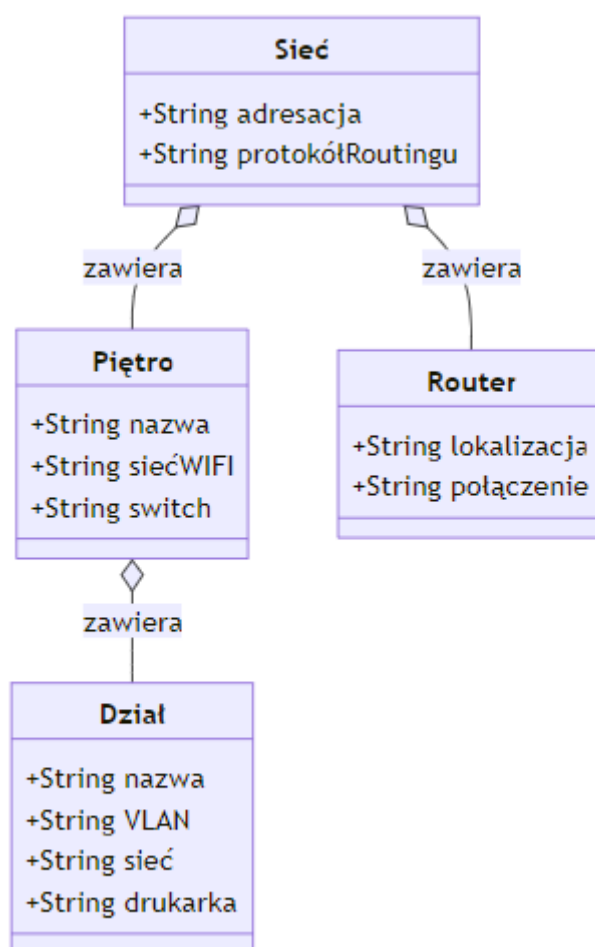 Sieć
+String adresacja
+String protokółRoutingu
zawiera
zawiera
Piętro
+String nazwa
+String siećWIFI
+String switch
Router
+String lokalizacja
+String połączenie
zawiera
Dział
+String nazwa
+String VLAN
+String sieć
+String drukarka